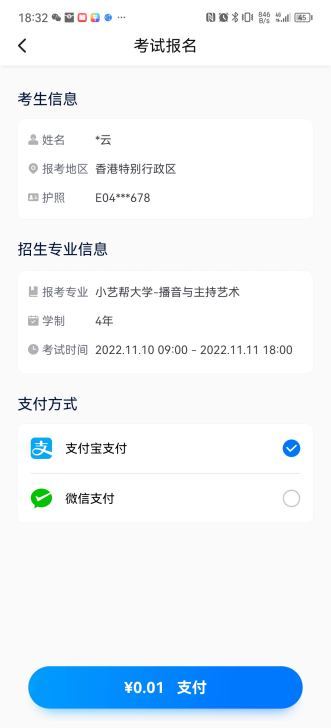 18:32 ··· 846 B/s 4G 45
考试报名
考生信息
姓名 *云
报考地区 香港特别行政区
护照 E04***678
招生专业信息
报考专业 小艺帮大学-播音与主持艺术
学制 4年
考试时间 2022.11.10 09:00 - 2022.11.11 18:00
支付方式
支 支付宝支付
微信支付
¥0.01 支付